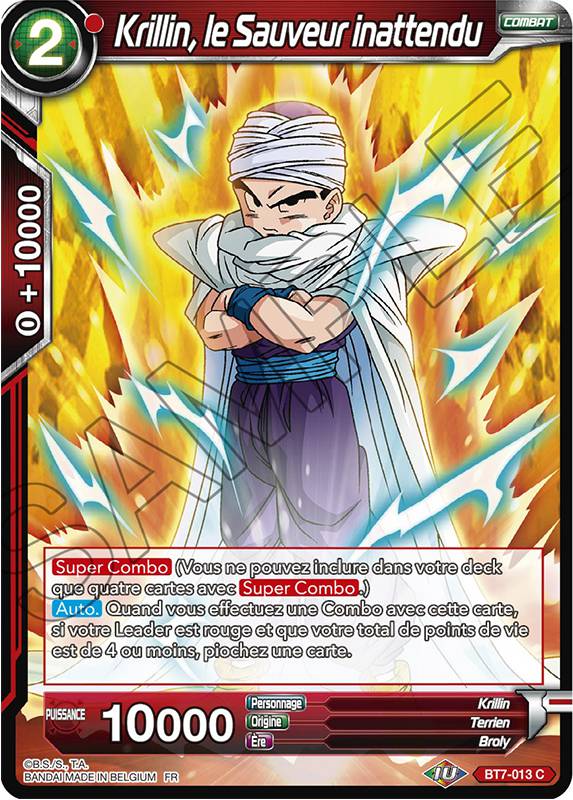 2
Krillin, le Sauveur inattendu
COMBAT
0 +10000
SAMPLE
Super Combo (Vous ne pouvez inclure dans votre deck
que quatre cartes avec Super Combo.)
Auto. Quand vous effectuez une Combo avec cette carte,
si votre Leader est rouge et que votre total de points de vie
est de 4 ou moins, piochez une carte.
PUISSANCE
10000
Personnage Krillin
Origine Terrien
Ère Broly
©B.S./S., T.A.
BANDAI MADE IN BELGIUM FR
1U
BT7-013 C